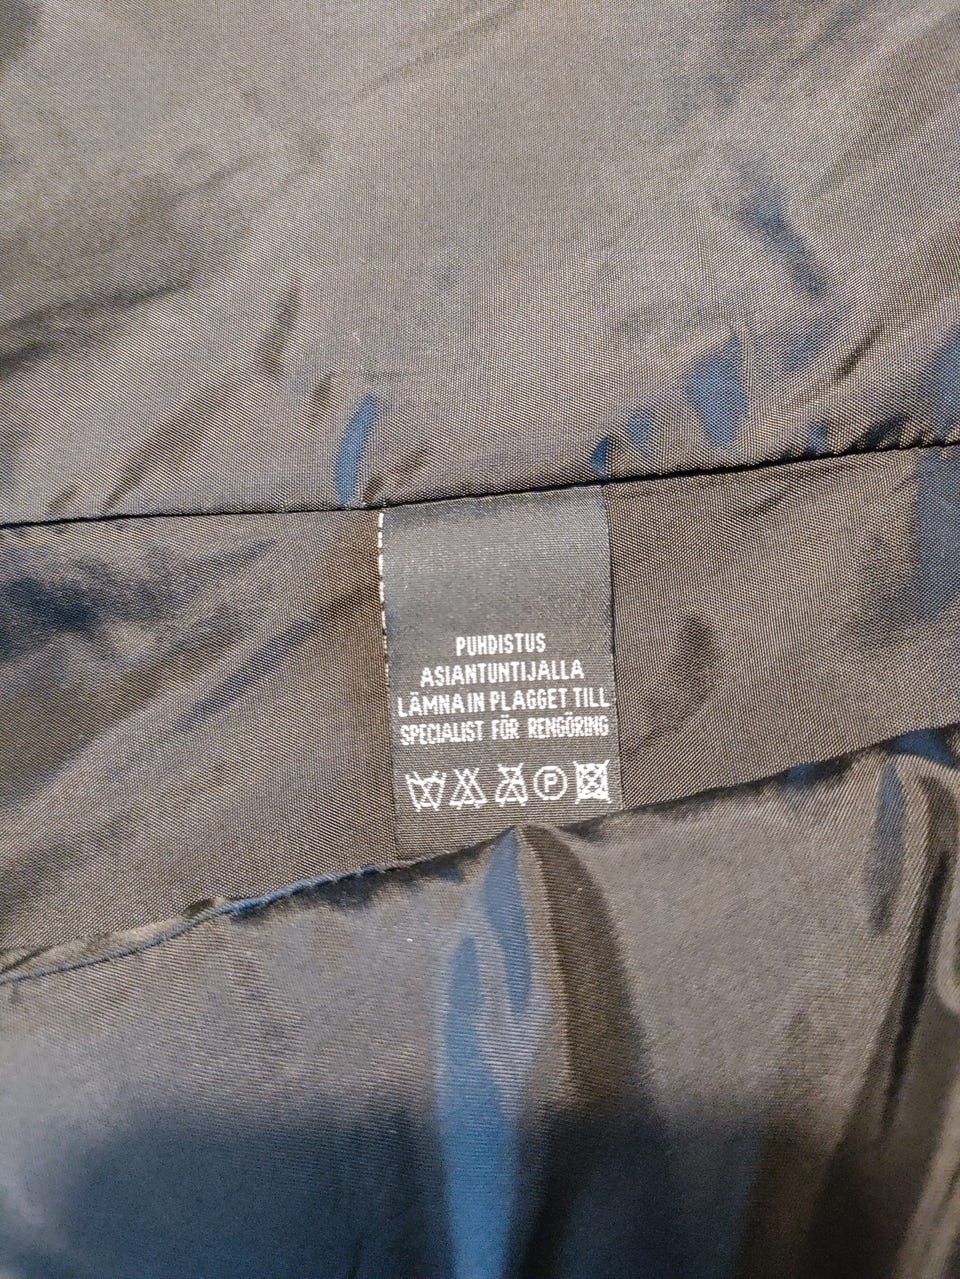 PUHDISTUS
ASIANTUNTIJALLA
LÄMNA IN PLAGGET TILL
SPECIALIST FÖR RENGÖRING
P